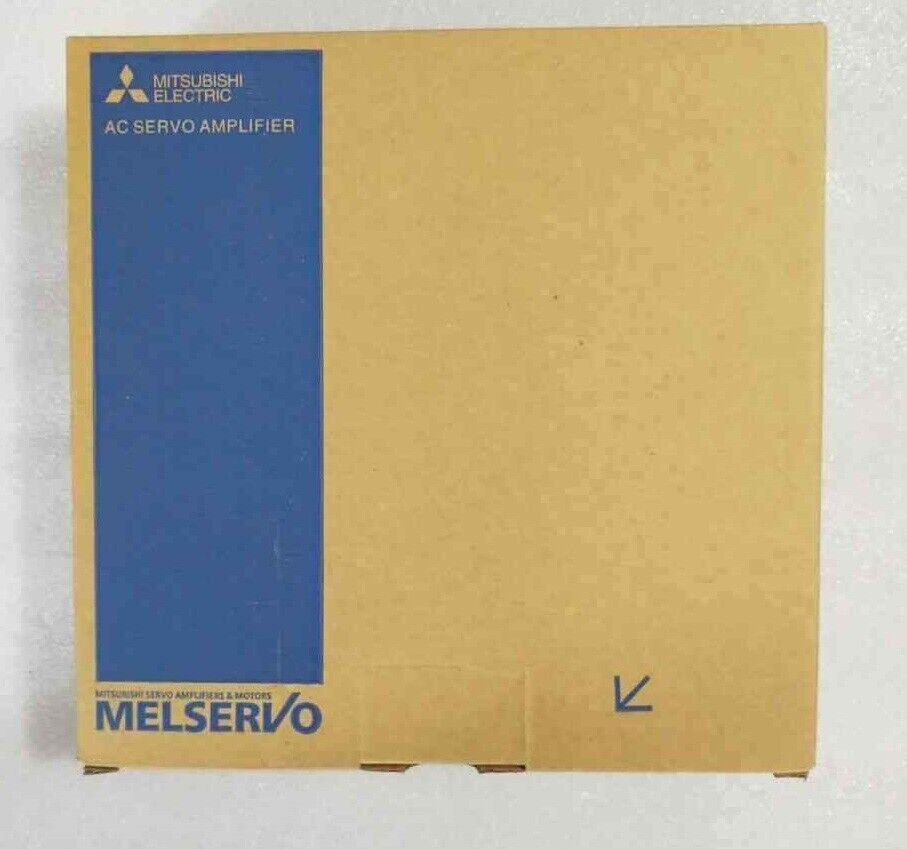 MITSUBISHI
ELECTRIC
AC SERVO AMPLIFIER
MITSUBISHI SERVO AMPLIFIERS & MOTORS
MELSERVO